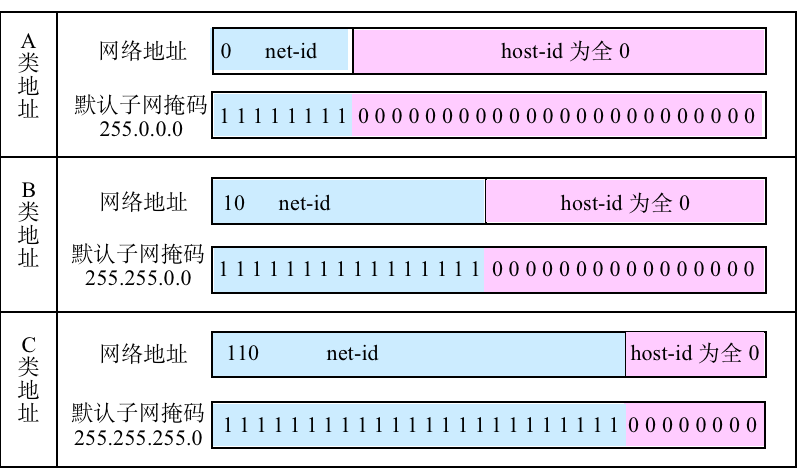 A类地址
网络地址
0 net-id
host-id 为全 0
默认子网掩码
255.0.0.0
1 1 1 1 1 1 1 1 0 0 0 0 0 0 0 0 0 0 0 0 0 0 0 0 0 0 0 0 0 0 0 0
B类地址
网络地址
10 net-id
host-id 为全 0
默认子网掩码
255.255.0.0
1 1 1 1 1 1 1 1 1 1 1 1 1 1 1 1 0 0 0 0 0 0 0 0 0 0 0 0 0 0 0 0
C类地址
网络地址
110 net-id
host-id 为全 0
默认子网掩码
255.255.255.0
1 1 1 1 1 1 1 1 1 1 1 1 1 1 1 1 1 1 1 1 1 1 1 1 0 0 0 0 0 0 0 0